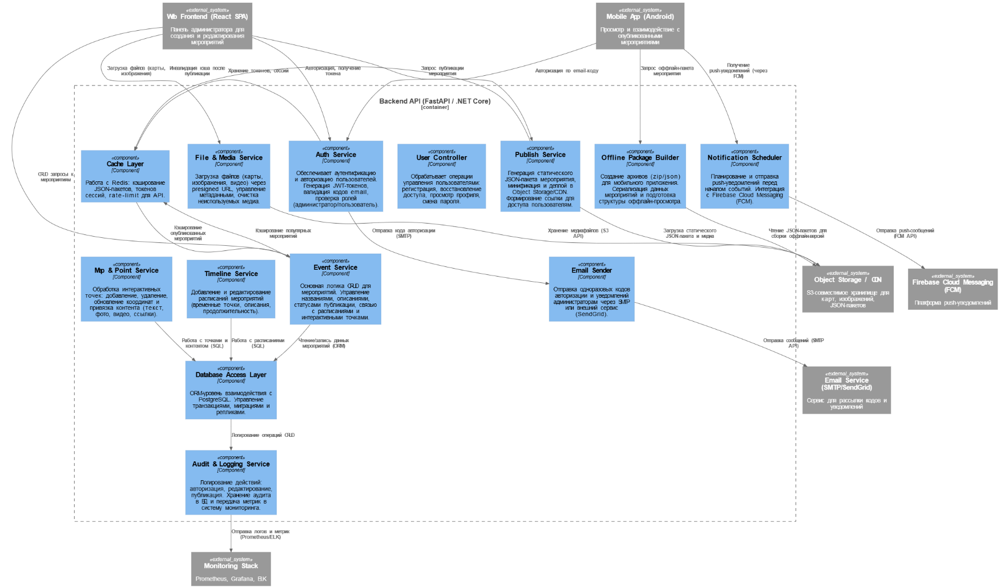 «external_system»
Web Frontend (React SPA)
Панель администратора для
создания и редактирования
мероприятий
«external_system»
Mobile App (Android)
Просмотр и взаимодействие с
опубликованными
мероприятиями
Загрузка файлов (карты,
изображения)
Инвалидация кэша после
публикации
Хранение токенов, сессий
Авторизация, получение
токена
Запрос публикации
мероприятия
Авторизация по email-коду
Запрос оффлайн-пакета
мероприятия
Получение
push-уведомлений (через
FCM)
Backend API (FastAPI / .NET Core)
[container]
«component»
Cache Layer
[Component]
Работа с Redis: кэширование
JSON-пакетов, токенов
сессий, rate-limit для API.
«component»
File & Media Service
[Component]
Загрузка файлов (карты,
изображения, видео) через
presigned URL, управление
метаданными, очистка
неиспользуемых медиа.
«component»
Auth Service
[Component]
Обеспечивает аутентификацию
и авторизацию пользователей.
Генерация JWT-токенов,
валидация кодов email,
проверка ролей
(администратор/пользователь).
«component»
User Controller
[Component]
Обрабатывает операции
управления пользователями:
регистрация, восстановление
доступа, просмотр профиля,
смена пароля.
«component»
Publish Service
[Component]
Генерация статического
JSON-пакета мероприятия,
минификация и деплой в
Object Storage/CDN.
Формирование ссылки для
доступа пользователям.
«component»
Offline Package Builder
[Component]
Создание архивов (zip/json)
для мобильного приложения.
Сериализация данных
мероприятий и подготовка
структуры оффлайн-просмотра.
«component»
Notification Scheduler
[Component]
Планирование и отправка
push-уведомлений перед
началом событий. Интеграция
с Firebase Cloud Messaging
(FCM).
CRUD запросы к
мероприятиям
Кэширование
опубликованных
мероприятий
Кэширование популярных
мероприятий
Отправка кода авторизации
(SMTP)
Хранение медиафайлов (S3
API)
Загрузка статического
JSON-пакета и медиа
Чтение JSON-пакетов для
сборки оффлайн-версий
Отправка push-сообщений
(FCM API)
«component»
Map & Point Service
[Component]
Обработка интерактивных
точек: добавление, удаление,
обновление координат и
привязка контента (текст,
фото, видео, ссылки).
«component»
Timeline Service
[Component]
Добавление и редактирование
расписаний мероприятий
(временные точки, описания,
продолжительность).
«component»
Event Service
[Component]
Основная логика CRUD для
мероприятий. Управление
названиями, описаниями,
статусами публикации, связью
с расписаниями и
интерактивными точками.
«component»
Email Sender
[Component]
Отправка одноразовых кодов
авторизации и уведомлений
администраторам через SMTP
или внешний сервис
(SendGrid).
«external_system»
Object Storage / CDN
S3-совместимое хранилище для
карт, изображений,
JSON-пакетов
«external_system»
Firebase Cloud Messaging
(FCM)
Платформа push-уведомлений
Работа с точками и
контентом (SQL)
Работа с расписаниями
(SQL)
Чтение/запись данных
мероприятий (ORM)
Отправка сообщений (SMTP
API)
«component»
Database Access Layer
[Component]
ORM-уровень взаимодействия с
PostgreSQL. Управление
транзакциями, миграциями и
репликами.
«external_system»
Email Service
(SMTP/SendGrid)
Сервис для рассылки кодов и
уведомлений
Логирование операций CRUD
«component»
Audit & Logging Service
[Component]
Логирование действий:
авторизация, редактирование,
публикация. Хранение аудита
в БД и передача метрик в
систему мониторинга.
Отправка логов и метрик
(Prometheus/ELK)
«external_system»
Monitoring Stack
Prometheus, Grafana, ELK